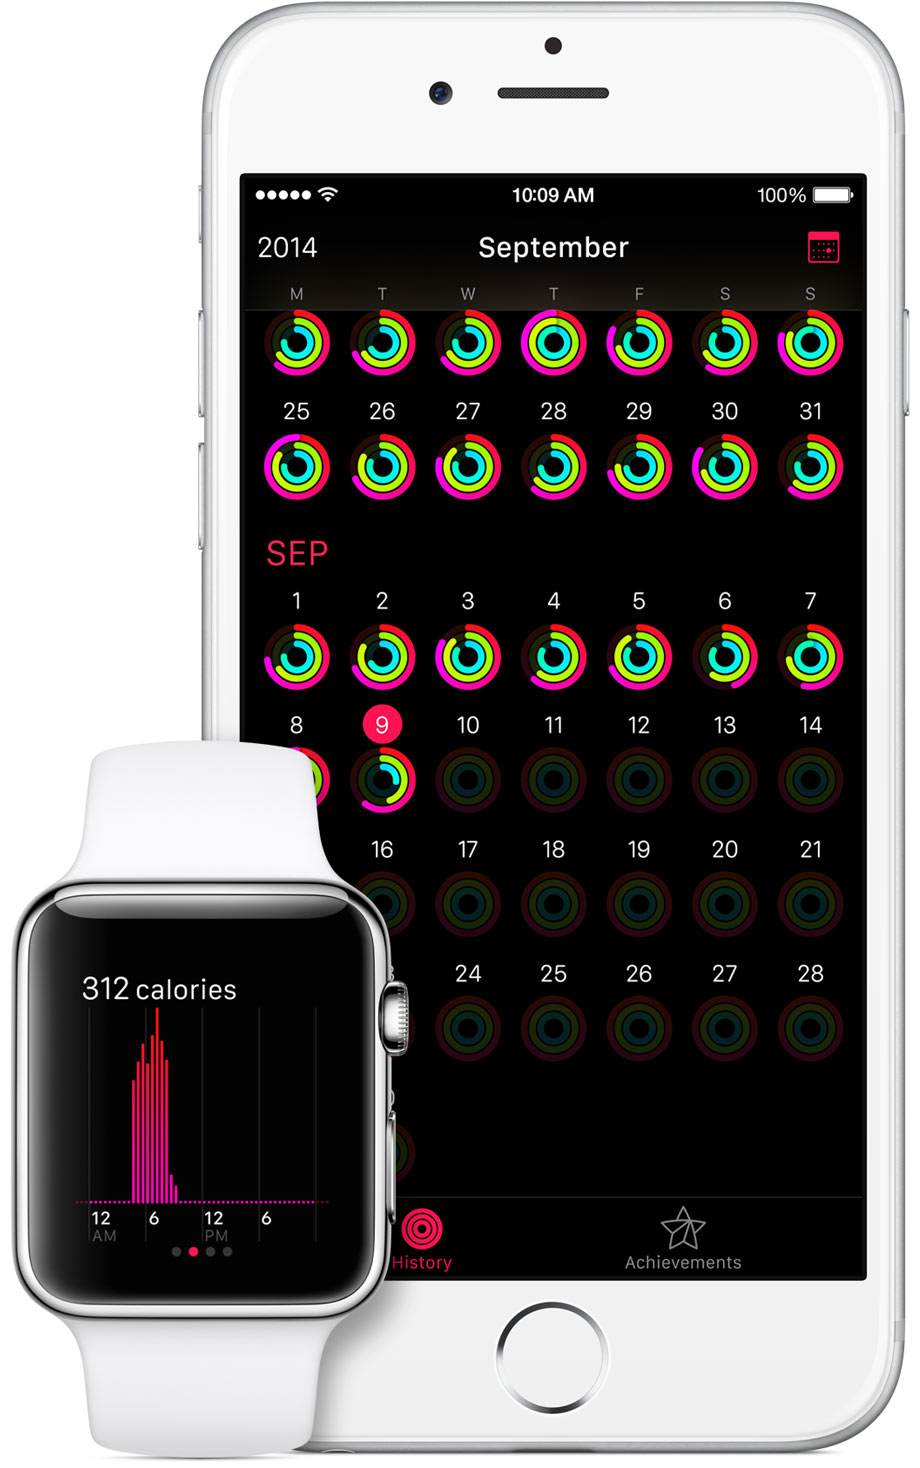 10:09 AM 100%
2014 September
M T W T F S S
25 26 27 28 29 30 31
SEP
1 2 3 4 5 6 7
8 9 10 11 12 13 14
16 17 18 19 20 21
24 25 26 27 28
History Achievements
312 calories
12 6 12 6
AM PM